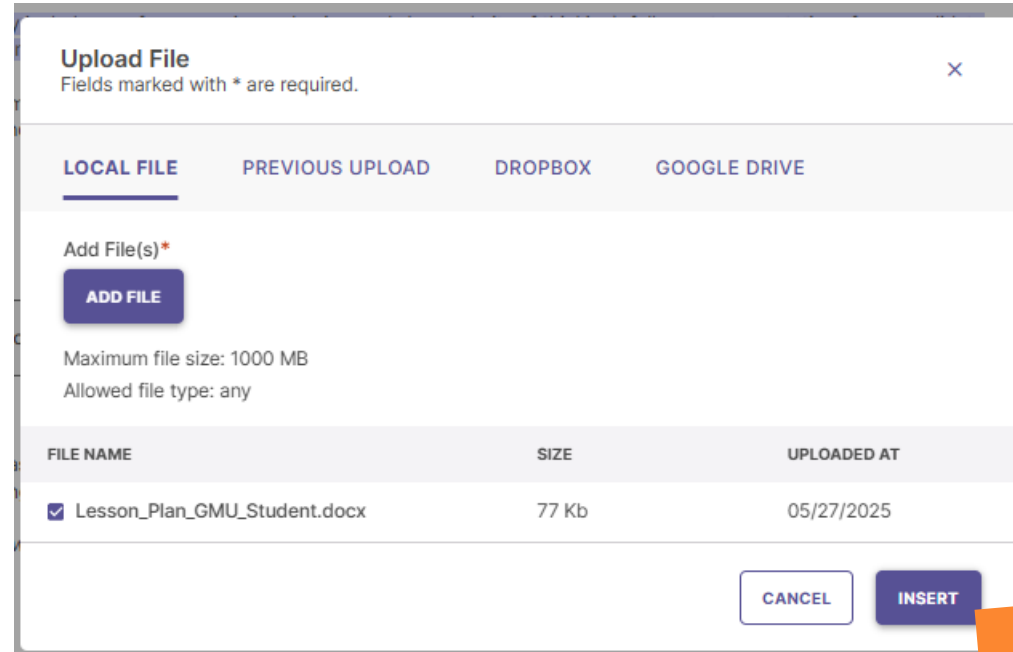 Upload File
Fields marked with * are required.
×
LOCAL FILE PREVIOUS UPLOAD DROPBOX GOOGLE DRIVE
Add File(s)*
ADD FILE
Maximum file size: 1000 MB
Allowed file type: any
FILE NAME SIZE UPLOADED AT
Lesson_Plan_GMU_Student.docx 77 Kb 05/27/2025
CANCEL INSERT